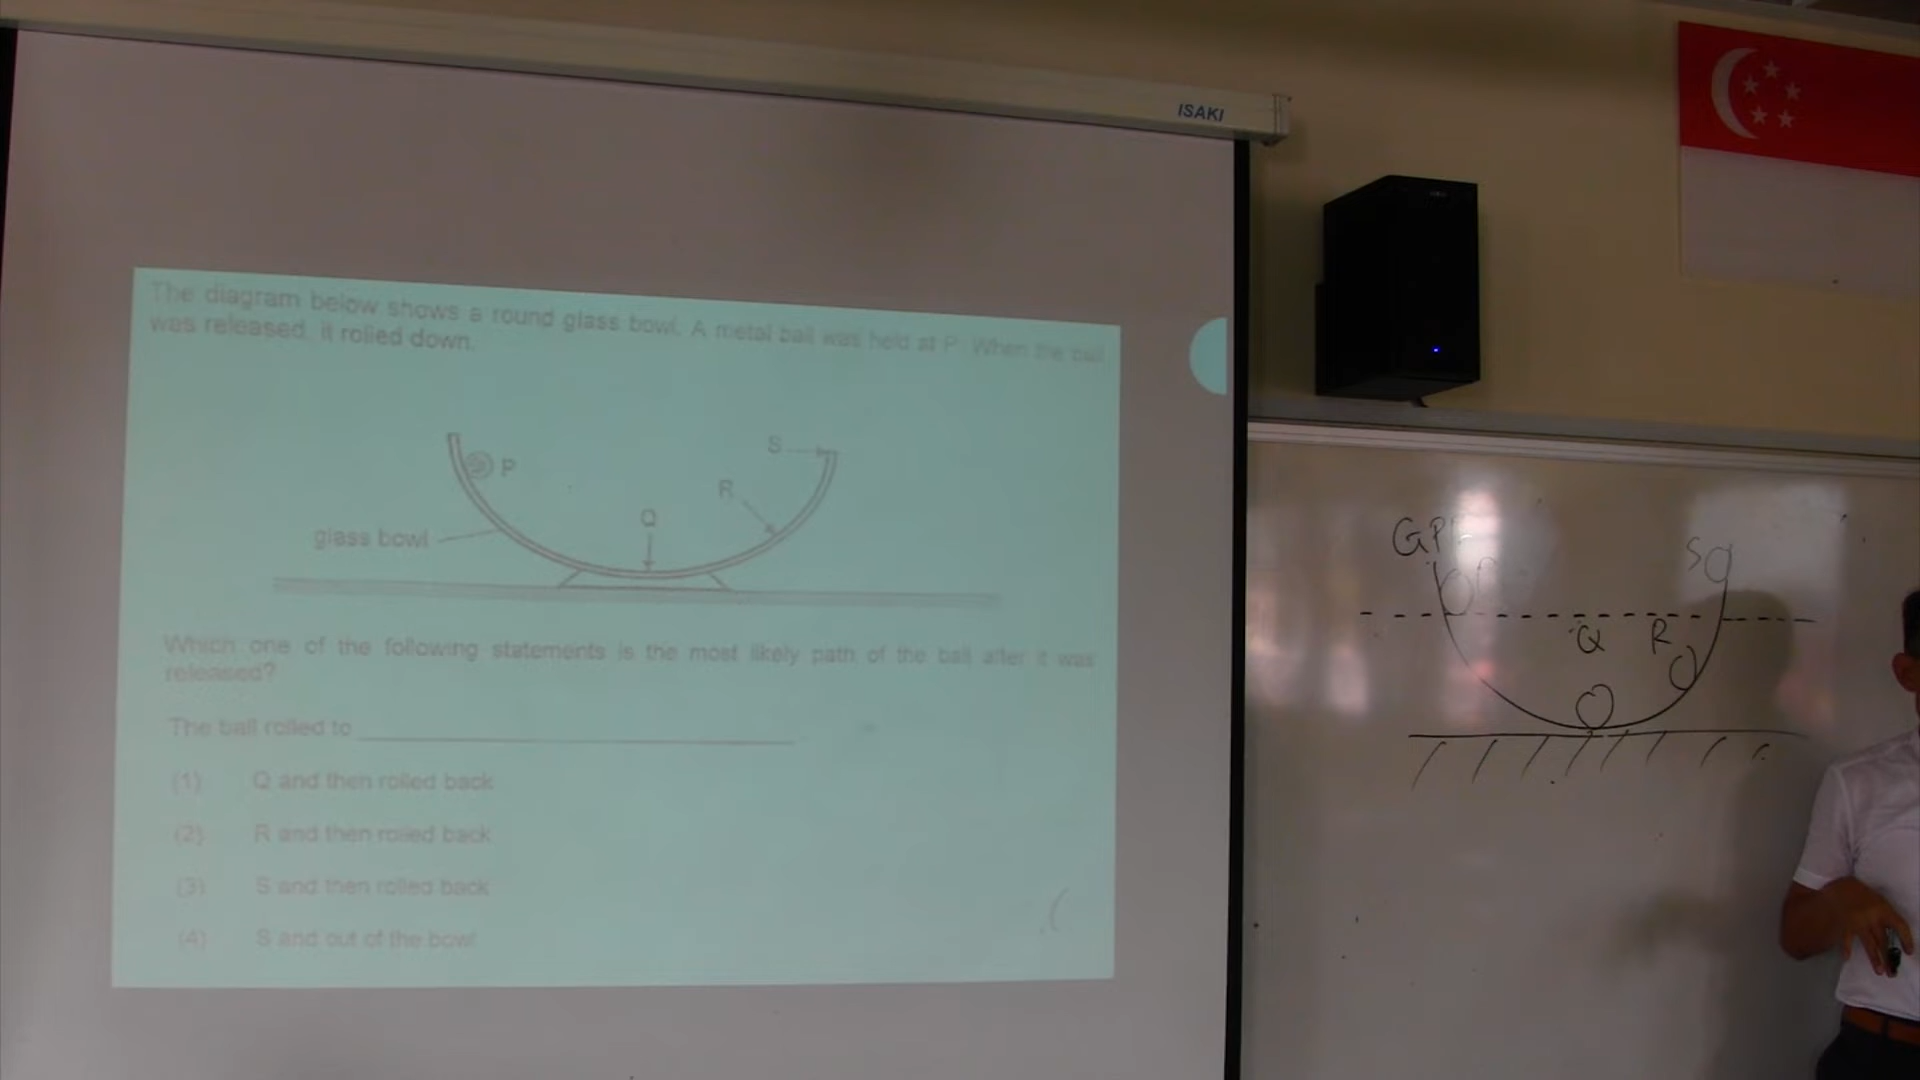 ISAKI
The diagram below shows a round glass bowl. A metal ball was held at P. When the ball
was released, it rolled down.
P
S
R
Q
glass bowl
Which one of the following statements is the most likely path of the ball after it was
released?
The ball rolled to
(1) Q and then rolled back
(2) R and then rolled back
(3) S and then rolled back
(4) S and out of the bowl
GPE
S
Q R